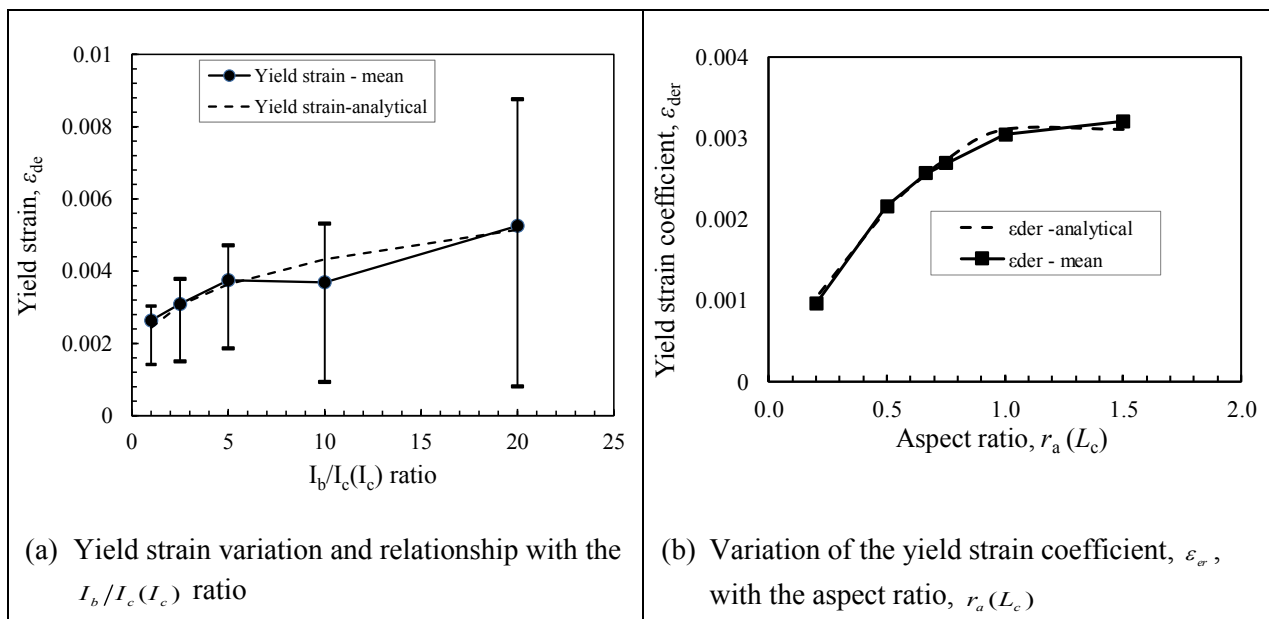 0.01
0.008
0.006
0.004
0.002
0
Yield strain, εde
Yield strain - mean
Yield strain-analytical
0 5 10 15 20 25
Ib/Ic(Ic) ratio
(a) Yield strain variation and relationship with the
Ib/Ic(Ic) ratio
0.004
0.003
0.002
0.001
0
Yield strain coefficient, εder
εder -analytical
εder - mean
0.0 0.5 1.0 1.5 2.0
Aspect ratio, ra (Lc)
(b) Variation of the yield strain coefficient, εer ,
with the aspect ratio, ra(Lc)